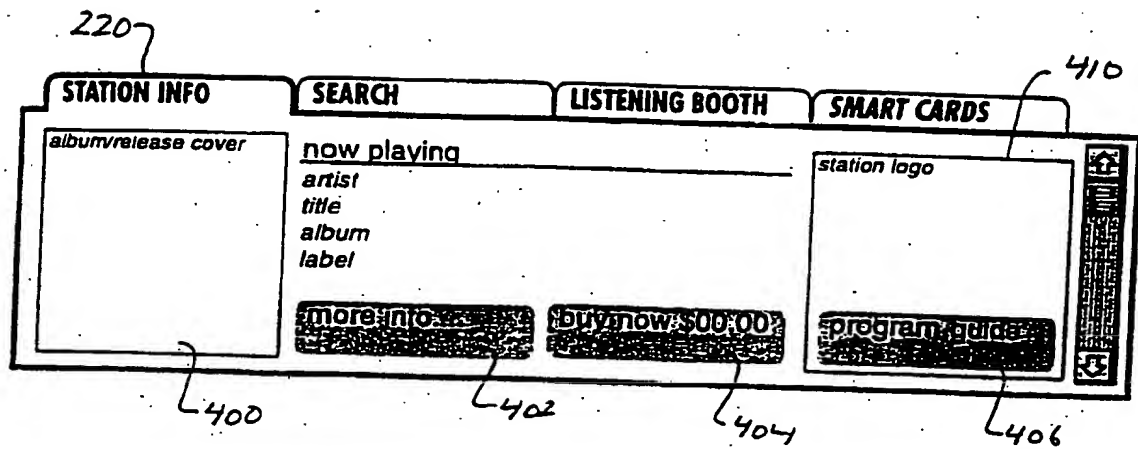 220
410
STATION INFO
SEARCH
LISTENING BOOTH
SMART CARDS
album/release cover
now playing
artist
title
album
label
station logo
more info
buy now $00.00
program guide
400
402
404
406